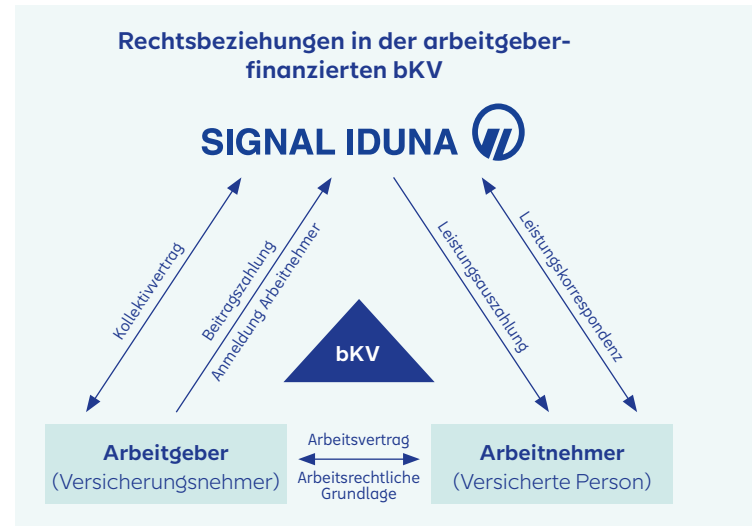 Rechtsbeziehungen in der arbeitgeber-
finanzierten bKV
SIGNAL IDUNA
Kollektivvertrag
Beitragszahlung
Anmeldung Arbeitnehmer
Leistungsauszahlung
Leistungskorrespondenz
bKV
Arbeitgeber
(Versicherungsnehmer)
Arbeitsvertrag
Arbeitsrechtliche
Grundlage
Arbeitnehmer
(Versicherte Person)